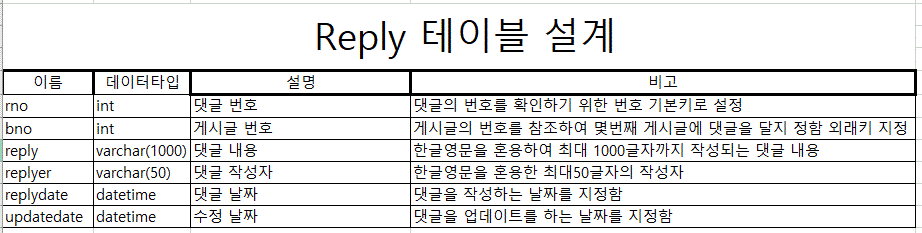 Reply 테이블 설계
이름 데이터타입 설명 비고
rno int 댓글 번호 댓글의 번호를 확인하기 위한 번호 기본키로 설정
bno int 게시글 번호 게시글의 번호를 참조하여 몇번째 게시글에 댓글을 달지 정함 외래키 지정
reply varchar(1000) 댓글 내용 한글영문을 혼용하여 최대 1000글자까지 작성되는 댓글 내용
replyer varchar(50) 댓글 작성자 한글영문을 혼용한 최대50글자의 작성자
replydate datetime 댓글 날짜 댓글을 작성하는 날짜를 지정함
updatedate datetime 수정 날짜 댓글을 업데이트를 하는 날짜를 지정함